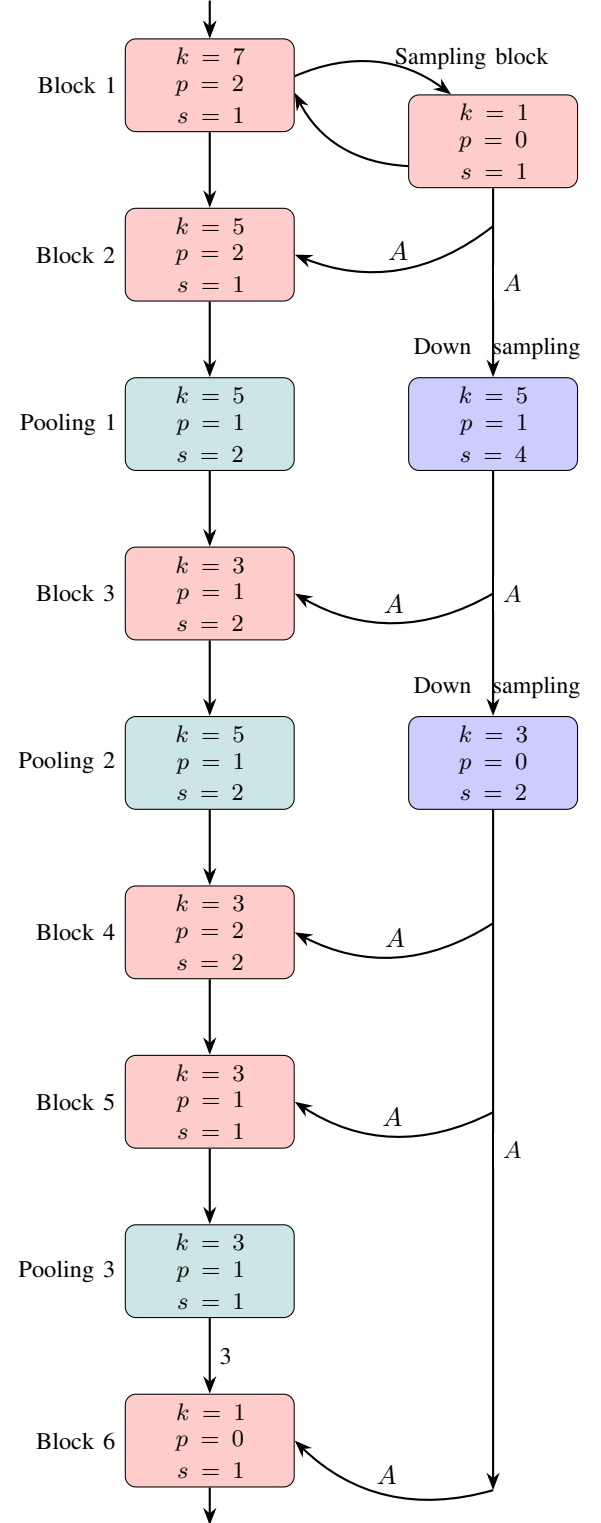 Block 1
k = 7
p = 2
s = 1
Sampling block
k = 1
p = 0
s = 1
Block 2
k = 5
p = 2
s = 1
A
A
Down sampling
Pooling 1
k = 5
p = 1
s = 2
k = 5
p = 1
s = 4
Block 3
k = 3
p = 1
s = 2
A
A
Down sampling
Pooling 2
k = 5
p = 1
s = 2
k = 3
p = 0
s = 2
Block 4
k = 3
p = 2
s = 2
A
Block 5
k = 3
p = 1
s = 1
A
A
Pooling 3
k = 3
p = 1
s = 1
3
Block 6
k = 1
p = 0
s = 1
A